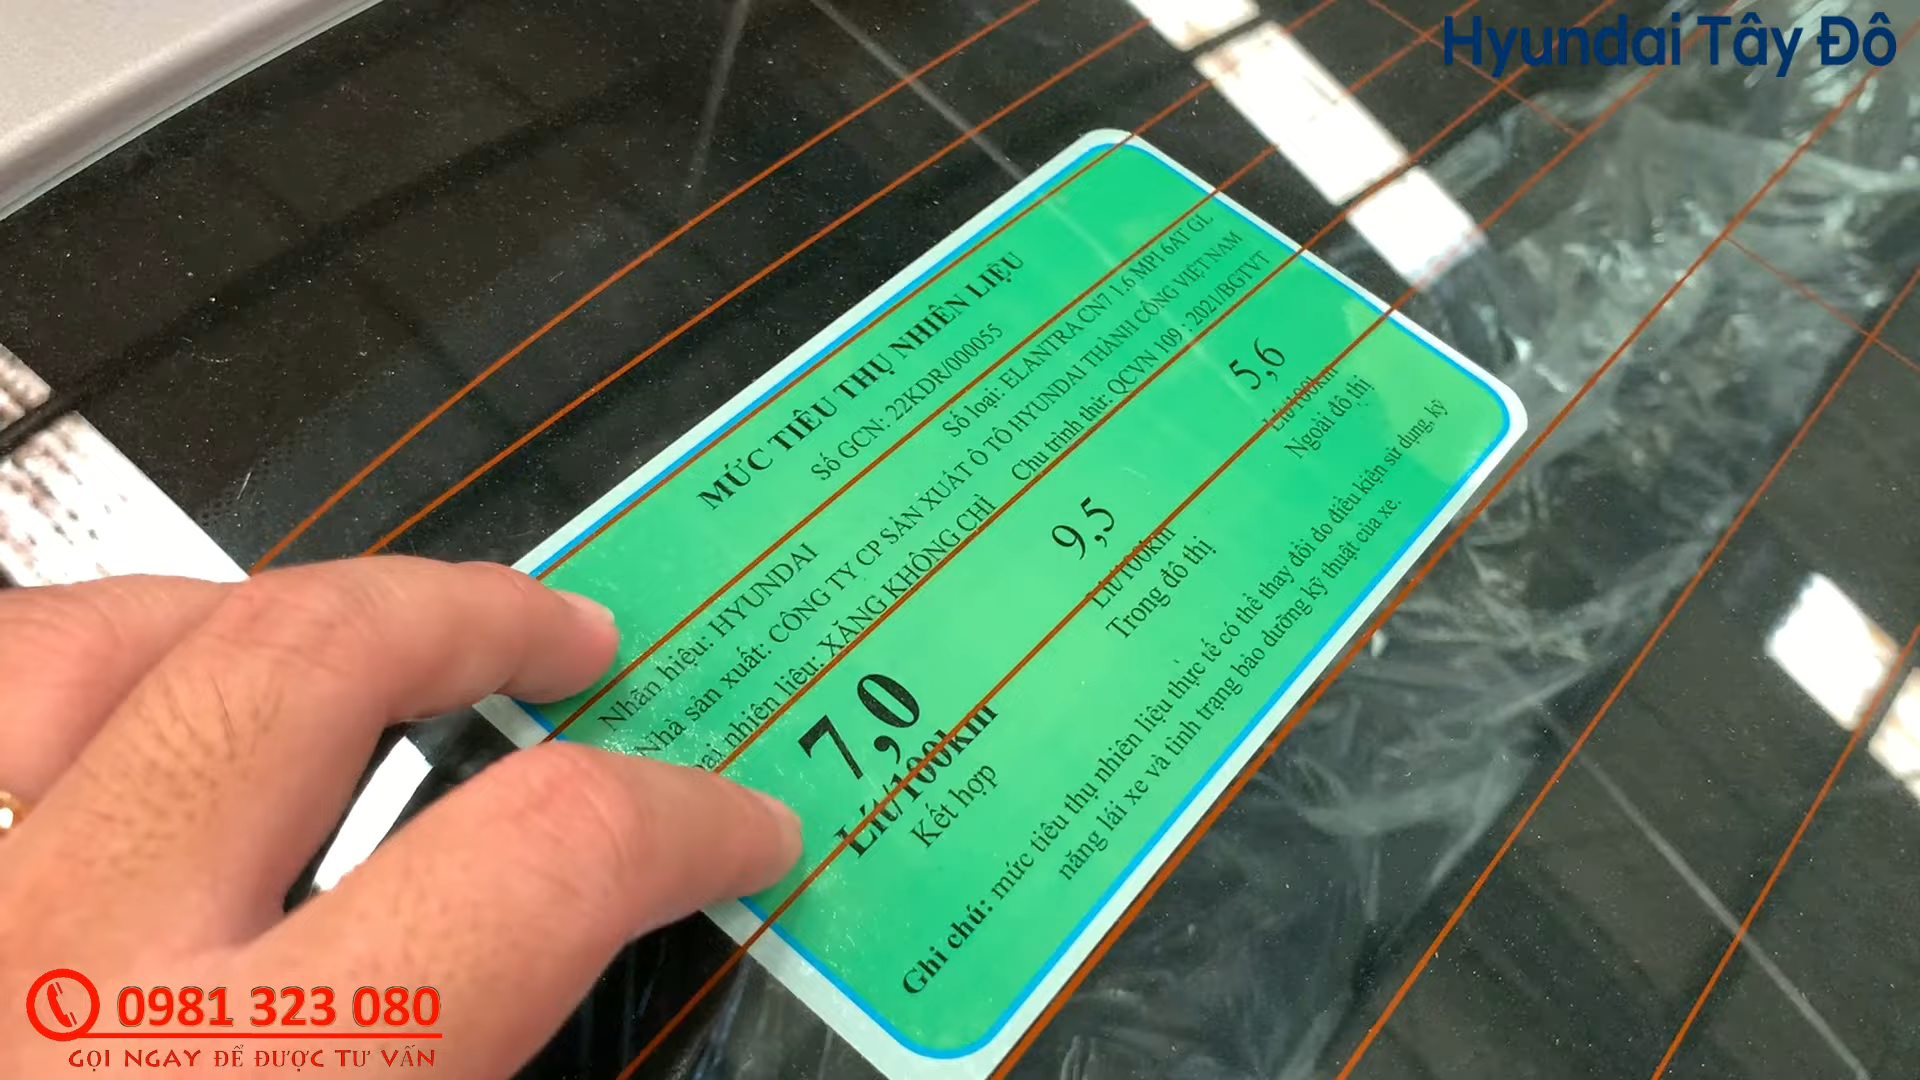 Hyundai Tây Đô
MỨC TIÊU THỤ NHIÊN LIỆU
Số GCN: 22KDR/000055
Nhãn hiệu: HYUNDAI Số loại: ELANTRA CN7 1.6 MPI 6AT GL
Nhà sản xuất: CÔNG TY CP SẢN XUẤT Ô TÔ HYUNDAI THÀNH CÔNG VIỆT NAM
nhiên liệu: XĂNG KHÔNG CHÌ Chu trình thử: QCVN 109 : 2021/BGTVT
7,0 9,5 5,6
Lít/100km Lít/100km Lít/100km
Kết hợp Trong đô thị Ngoài đô thị
Ghi chú: mức tiêu thụ nhiên liệu thực tế có thể thay đổi do điều kiện sử dụng, kỹ
năng lái xe và tình trạng bảo dưỡng kỹ thuật của xe.
0981 323 080
GỌI NGAY ĐỂ ĐƯỢC TƯ VẤN